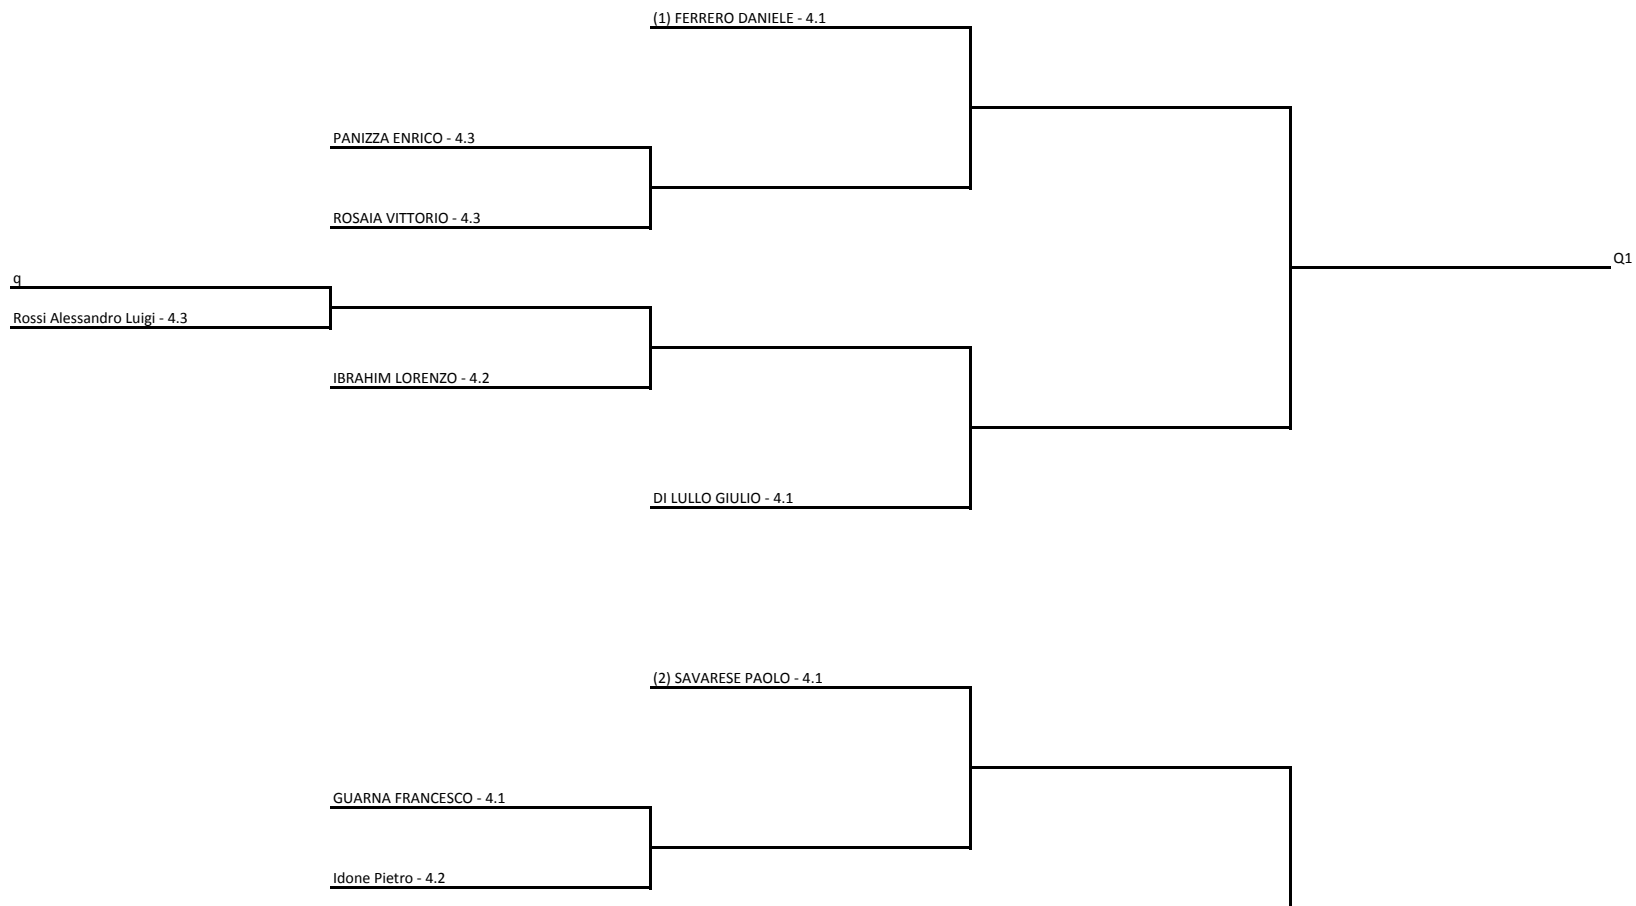 (1) FERRERO DANIELE - 4.1
PANIZZA ENRICO - 4.3
ROSAIA VITTORIO - 4.3
Q1
q
Rossi Alessandro Luigi - 4.3
IBRAHIM LORENZO - 4.2
DI LULLO GIULIO - 4.1
(2) SAVARESE PAOLO - 4.1
GUARNA FRANCESCO - 4.1
Idone Pietro - 4.2